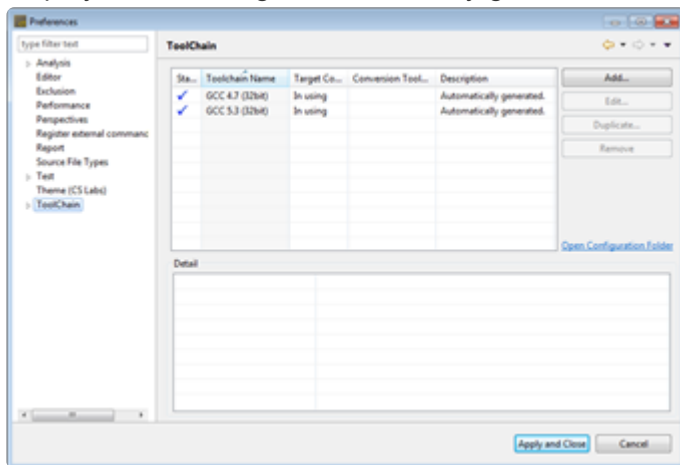 Preferences
type filter text
Analysis
Editor
Exclusion
Performance
Perspectives
Register external commanc
Report
Source File Types
Test
Theme (CS Labs)
ToolChain
ToolChain
Sta... Toolchain Name Target Co... Conversion Tool... Description
GCC 4.7 (32bit) In using Automatically generated.
GCC 5.3 (32bit) In using Automatically generated.
Add...
Edit...
Duplicate...
Remove
Open Configuration Folder
Detail
Apply and Close Cancel